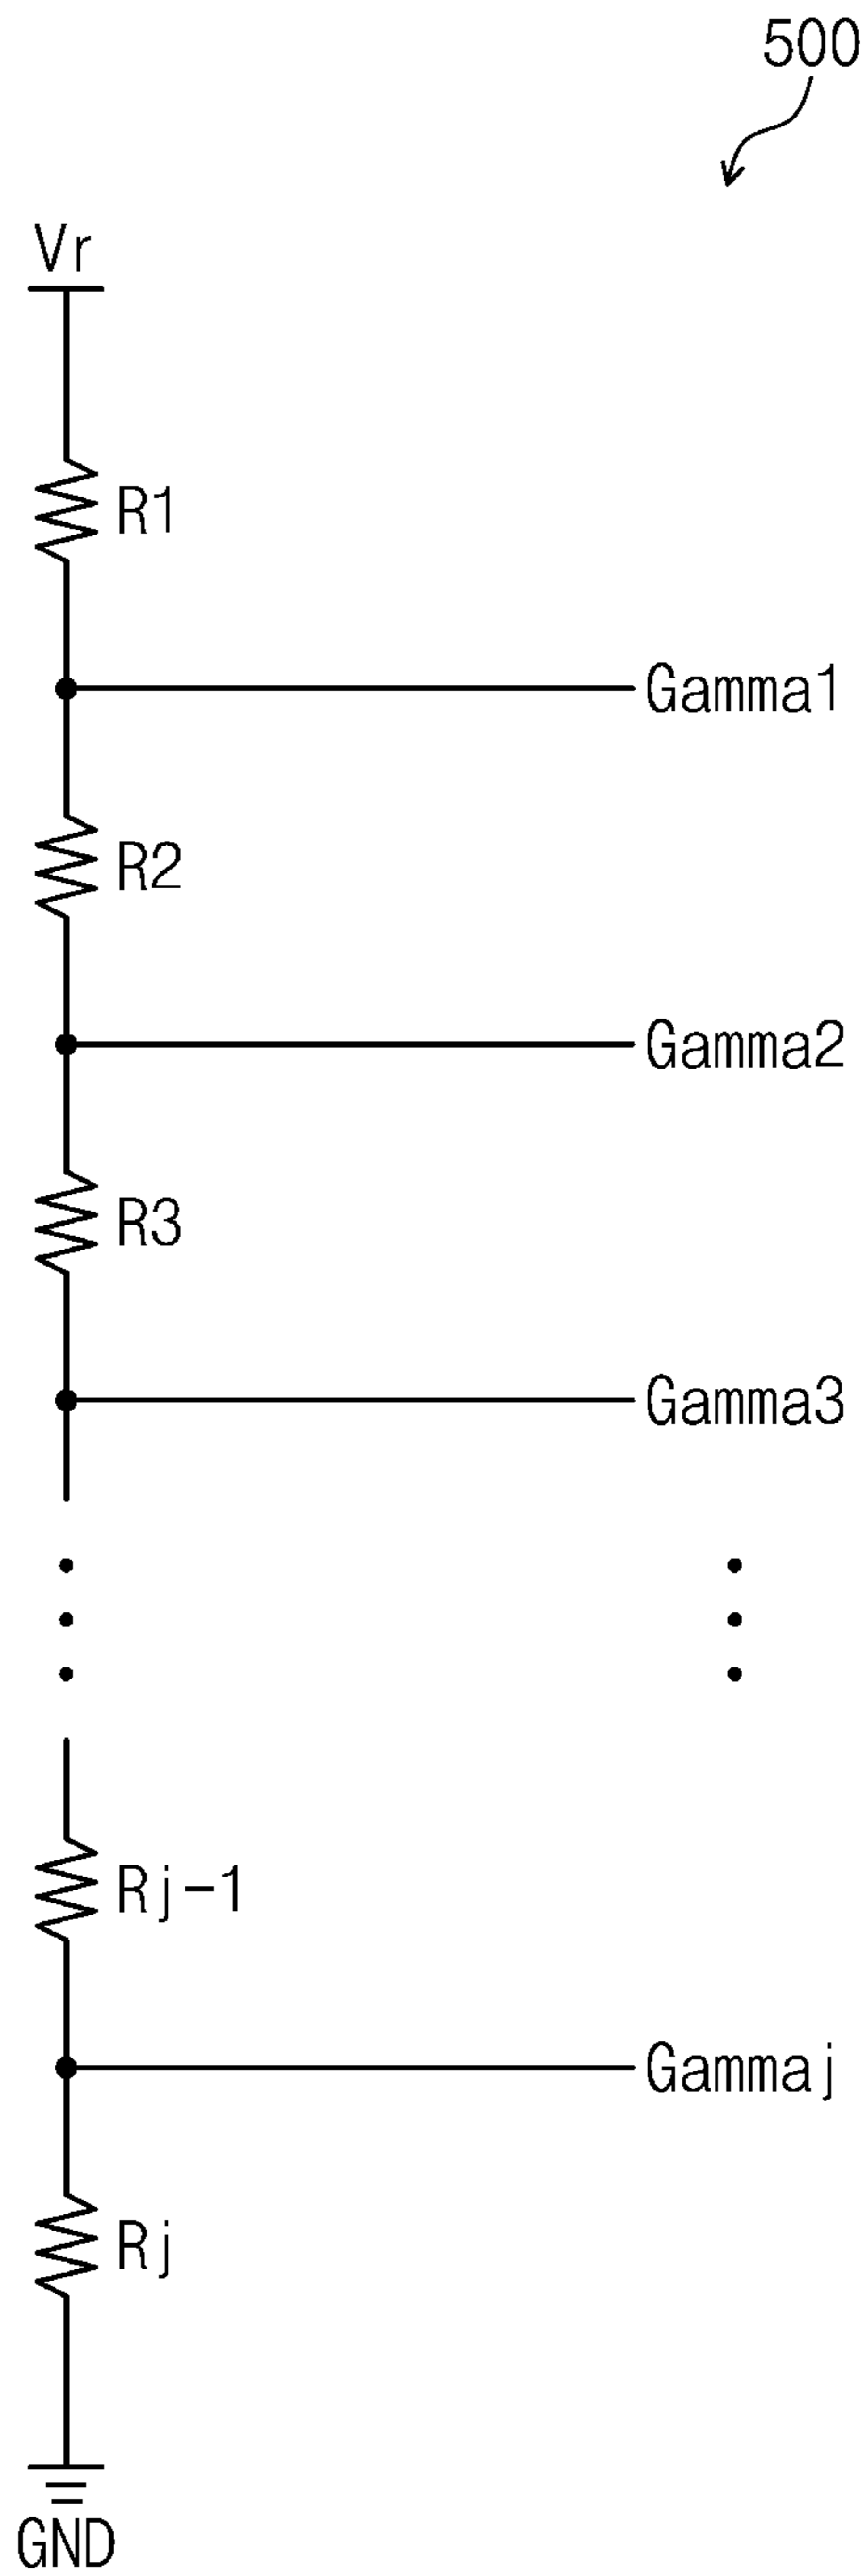 500
Vr
R1
Gamma1
R2
Gamma2
R3
Gamma3
Rj-1
Gammaj
Rj
GND